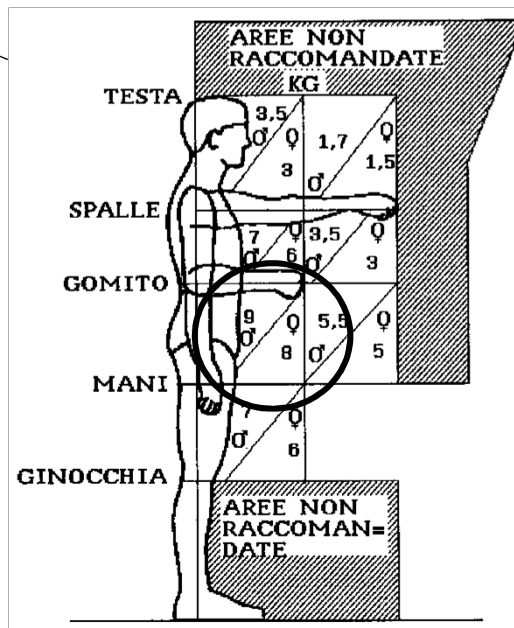 AREE NON
RACCOMANDATE
KG
TESTA
3,5
♂ ♀
3
1,7
♀
♂
1,5
SPALLE
7
♂ ♀
6
3,5
♂ ♀
3
GOMITO
9
♂ ♀
8
5,5
♂ ♀
5
MANI
7
♂ ♀
6
GINOCCHIA
AREE NON
RACCOMAN=
DATE